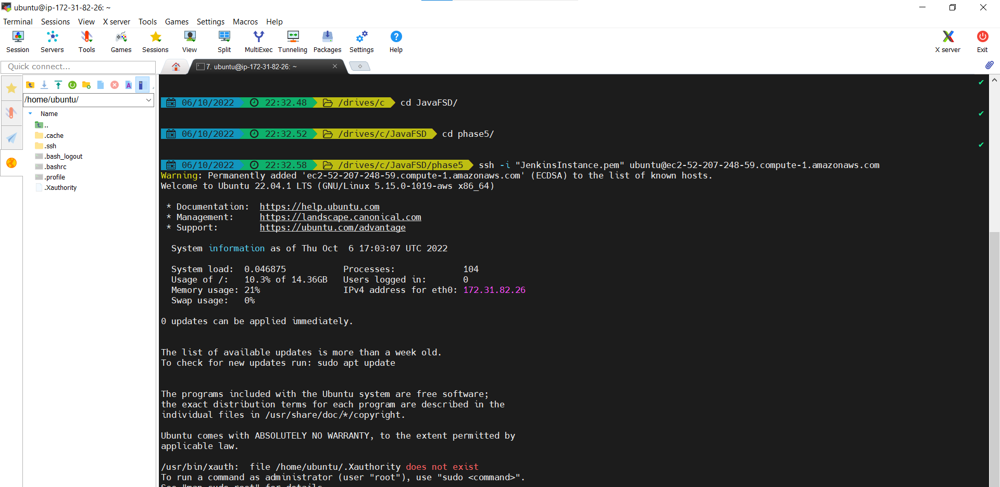 ubuntu@ip-172-31-82-26: ~
Terminal Sessions View X server Tools Games Settings Macros Help
Session Servers Tools Games Sessions View Split MultiExec Tunneling Packages Settings Help X server Exit
Quick connect...
7. ubuntu@ip-172-31-82-26: ~
/home/ubuntu/
Name
..
.cache
.ssh
.bash_logout
.bashrc
.profile
.Xauthority
06/10/2022 22:32.48 /drives/c cd JavaFSD/
06/10/2022 22:32.52 /drives/c/JavaFSD cd phase5/
06/10/2022 22:32.58 /drives/c/JavaFSD/phase5 ssh -i "JenkinsInstance.pem" ubuntu@ec2-52-207-248-59.compute-1.amazonaws.com
Warning: Permanently added 'ec2-52-207-248-59.compute-1.amazonaws.com' (ECDSA) to the list of known hosts.
Welcome to Ubuntu 22.04.1 LTS (GNU/Linux 5.15.0-1019-aws x86_64)
* Documentation: https://help.ubuntu.com
* Management: https://landscape.canonical.com
* Support: https://ubuntu.com/advantage
System information as of Thu Oct  6 17:03:07 UTC 2022
System load: 0.046875 Processes: 104
Usage of /: 10.3% of 14.36GB Users logged in: 0
Memory usage: 21% IPv4 address for eth0: 172.31.82.26
Swap usage: 0%
0 updates can be applied immediately.
The list of available updates is more than a week old.
To check for new updates run: sudo apt update
The programs included with the Ubuntu system are free software;
the exact distribution terms for each program are described in the
individual files in /usr/share/doc/*/copyright.
Ubuntu comes with ABSOLUTELY NO WARRANTY, to the extent permitted by
applicable law.
/usr/bin/xauth:  file /home/ubuntu/.Xauthority does not exist
To run a command as administrator (user "root"), use "sudo <command>".
See "man sudo_root" for details.